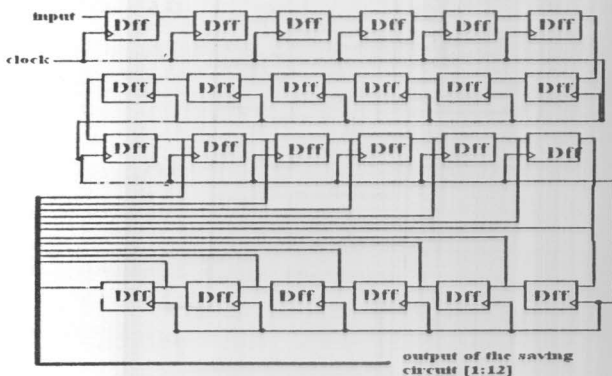 input Dff Dff Dff Dff Dff Dff
clock
Dff Dff Dff Dff Dff Dff
Dff Dff Dff Dff Dff Dff
Dff Dff Dff Dff Dff Dff
output of the saving
circuit [1:12]